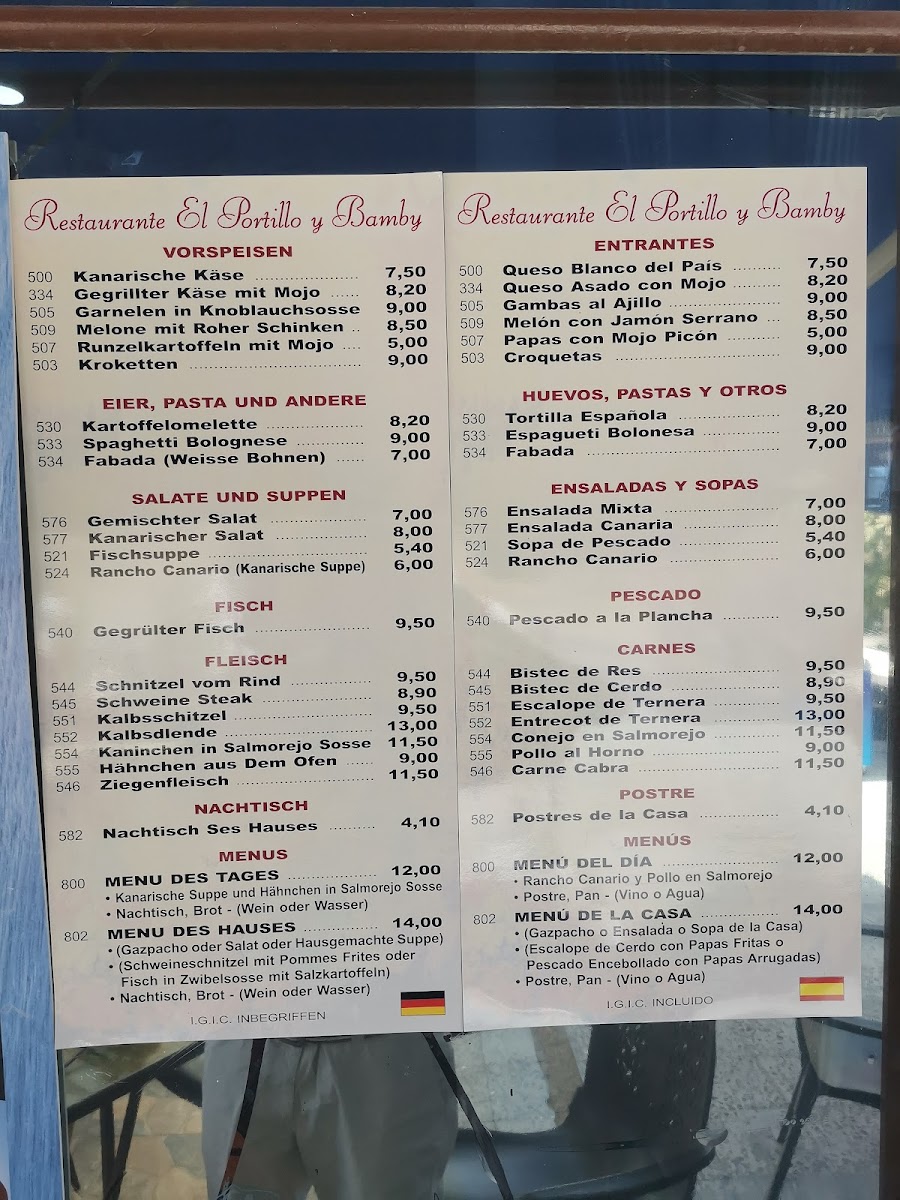 Restaurante El Portillo y Bamby
VORSPEISEN
500 Kanarische Käse .................... 7,50
334 Gegrillter Käse mit Mojo ...... 8,20
505 Garnelen in Knoblauchsosse 9,00
509 Melone mit Roher Schinken .. 8,50
507 Runzelkartoffeln mit Mojo .... 5,00
503 Kroketten .................................. 9,00
EIER, PASTA UND ANDERE
530 Kartoffelomelette ................... 8,20
533 Spaghetti Bolognese .............. 9,00
534 Fabada (Weisse Bohnen) ...... 7,00
SALATE UND SUPPEN
576 Gemischter Salat ................... 7,00
577 Kanarischer Salat .................. 8,00
521 Fischsuppe ............................... 5,40
524 Rancho Canario (Kanarische Suppe) 6,00
FISCH
540 Gegrülter Fisch ...................... 9,50
FLEISCH
544 Schnitzel vom Rind ................ 9,50
545 Schweine Steak ...................... 8,90
551 Kalbsschitzel .......................... 9,50
552 Kalbsdlende ............................ 13,00
554 Kaninchen in Salmorejo Sosse 11,50
555 Hähnchen aus Dem Ofen ...... 9,00
546 Ziegenfleisch .......................... 11,50
NACHTISCH
582 Nachtisch Ses Hauses .......... 4,10
MENUS
800 MENU DES TAGES ................. 12,00
• Kanarische Suppe und Hähnchen in Salmorejo Sosse
• Nachtisch, Brot - (Wein oder Wasser)
802 MENU DES HAUSES .............. 14,00
• (Gazpacho oder Salat oder Hausgemachte Suppe)
• (Schweineschnitzel mit Pommes Frites oder
Fisch in Zwibelsosse mit Salzkartoffeln)
• Nachtisch, Brot - (Wein oder Wasser)
I.G.I.C. INBEGRIFFEN
Restaurante El Portillo y Bamby
ENTRANTES
500 Queso Blanco del País .......... 7,50
334 Queso Asado con Mojo .......... 8,20
505 Gambas al Ajillo ...................... 9,00
509 Melón con Jamón Serrano ... 8,50
507 Papas con Mojo Picón ........... 5,00
503 Croquetas ................................. 9,00
HUEVOS, PASTAS Y OTROS
530 Tortilla Española .................... 8,20
533 Espagueti Bolonesa ............... 9,00
534 Fabada ....................................... 7,00
ENSALADAS Y SOPAS
576 Ensalada Mixta ....................... 7,00
577 Ensalada Canaria ................... 8,00
521 Sopa de Pescado .................... 5,40
524 Rancho Canario ...................... 6,00
PESCADO
540 Pescado a la Plancha ........... 9,50
CARNES
544 Bistec de Res .......................... 9,50
545 Bistec de Cerdo ...................... 8,90
551 Escalope de Ternera .............. 9,50
552 Entrecot de Ternera ............... 13,00
554 Conejo en Salmorejo ............. 11,50
555 Pollo al Horno ......................... 9,00
546 Carne Cabra ............................ 11,50
POSTRE
582 Postres de la Casa ................ 4,10
MENÚS
800 MENÚ DEL DÍA ....................... 12,00
• Rancho Canario y Pollo en Salmorejo
• Postre, Pan - (Vino o Agua)
802 MENÚ DE LA CASA ................ 14,00
• (Gazpacho o Ensalada o Sopa de la Casa)
• (Escalope de Cerdo con Papas Fritas o
Pescado Encebollado con Papas Arrugadas)
• Postre, Pan - (Vino o Agua)
I.G.I.C. INCLUIDO